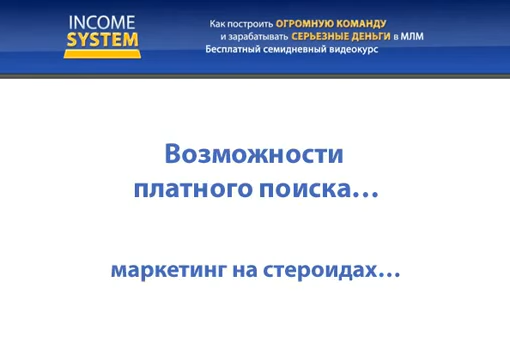 INCOME
SYSTEM
Как построить ОГРОМНУЮ КОМАНДУ
и зарабатывать СЕРЬЕЗНЫЕ ДЕНЬГИ в МЛМ
Бесплатный семидневный видеокурс
Возможности
платного поиска...
маркетинг на стероидах...